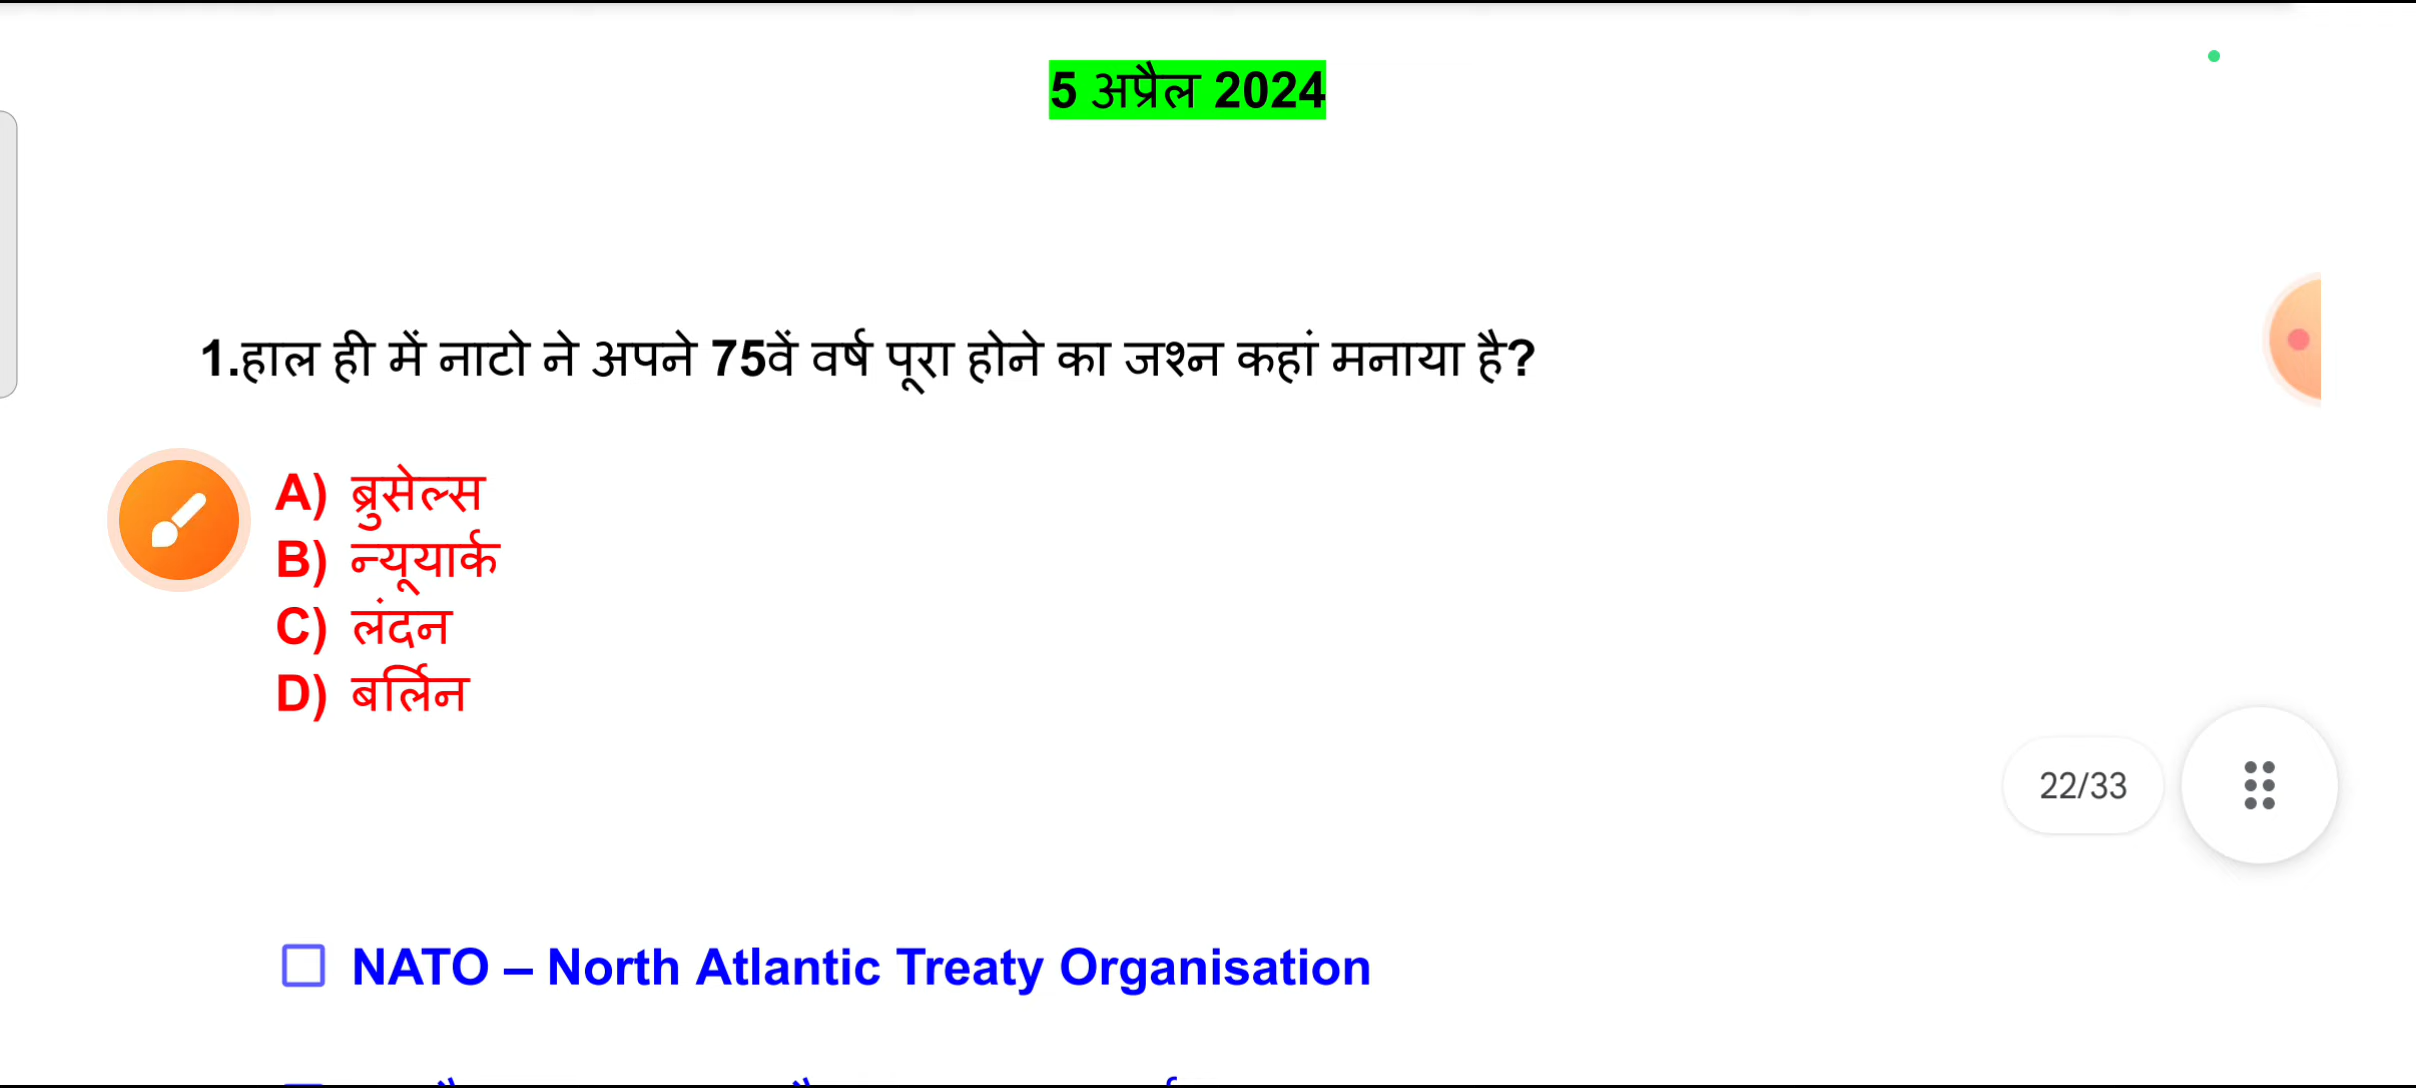 5 अप्रैल 2024
1.हाल ही में नाटो ने अपने 75वें वर्ष पूरा होने का जश्न कहां मनाया है?
A) ब्रुसेल्स
B) न्यूयार्क
C) लंदन
D) बर्लिन
22/33
NATO – North Atlantic Treaty Organisation